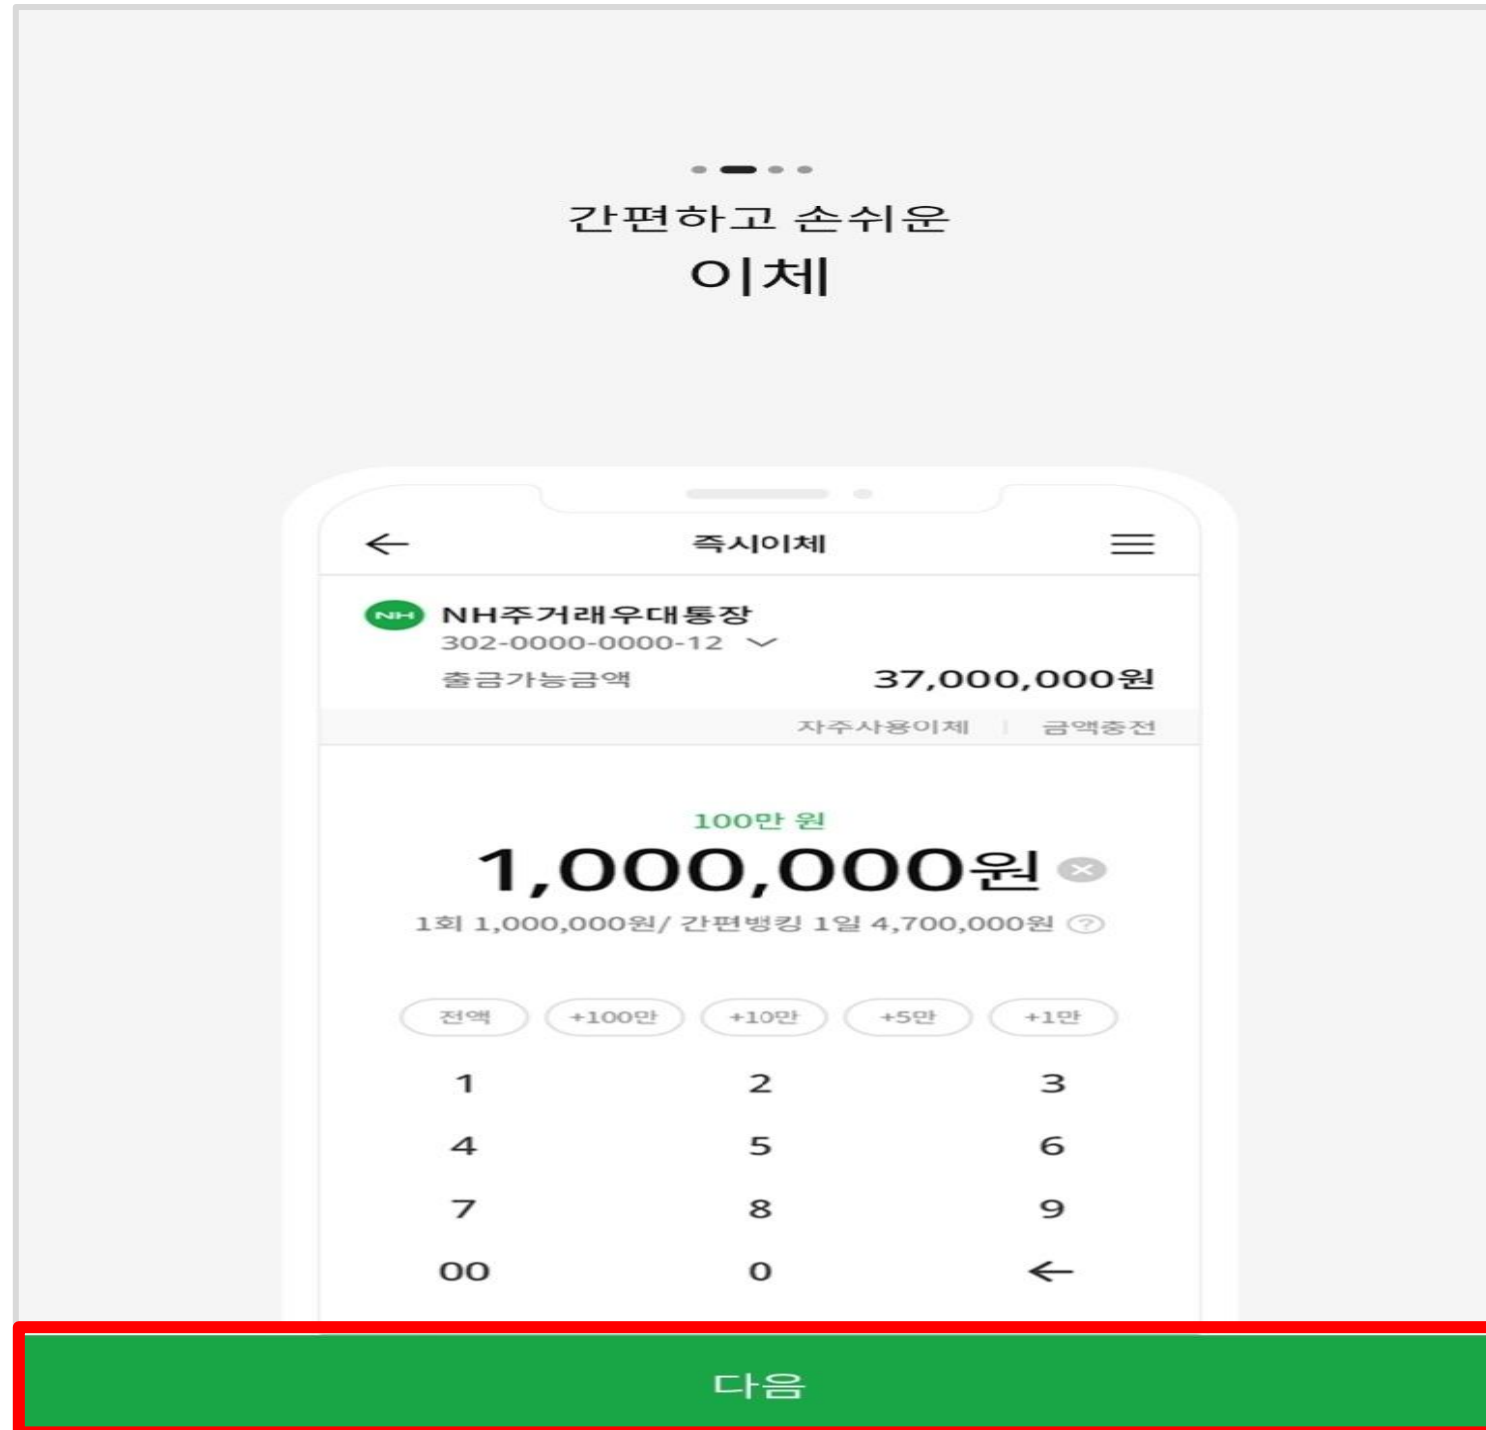 간편하고 손쉬운
이체
즉시이체
NH NH주거래우대통장
302-0000-0000-12
출금가능금액 37,000,000원
자주사용이체 금액충전
100만 원
1,000,000원
1회 1,000,000원/ 간편뱅킹 1일 4,700,000원 ?
전액 +100만 +10만 +5만 +1만
1 2 3
4 5 6
7 8 9
00 0
다음